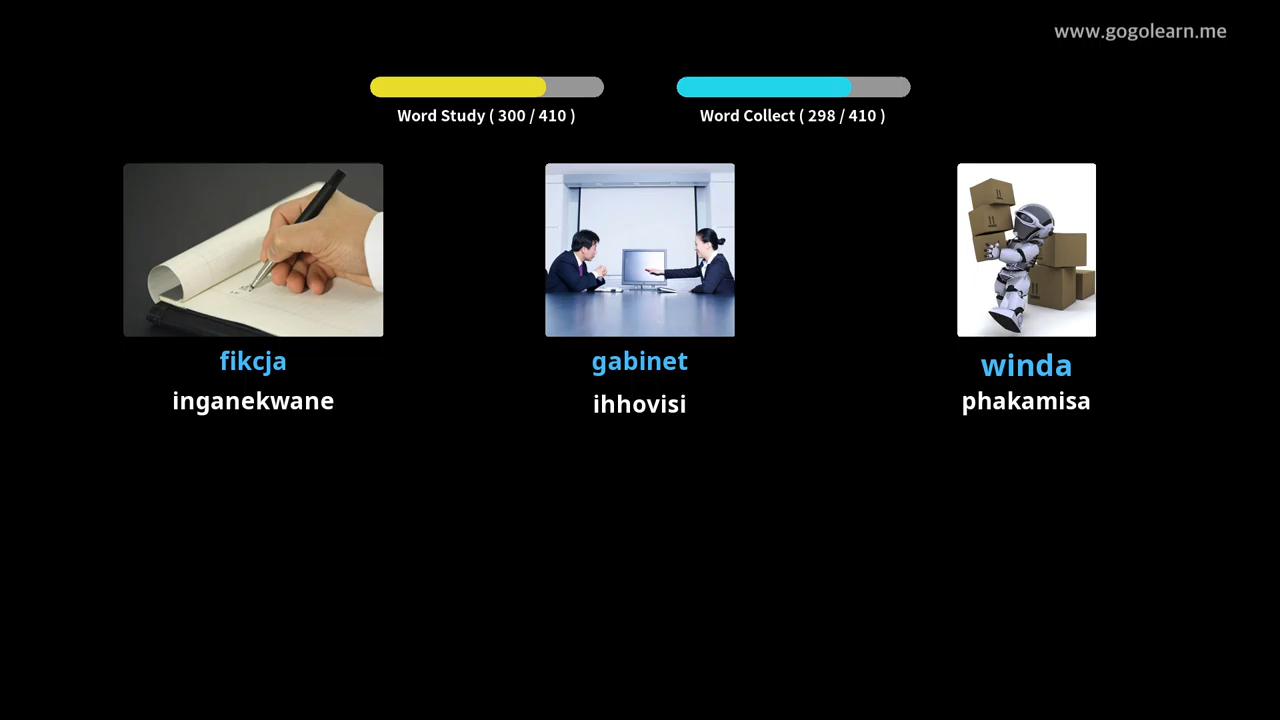 www.gogolearn.me
Word Study ( 300 / 410 )
Word Collect ( 298 / 410 )
fikcja
gabinet
winda
inganekwane
ihhovisi
phakamisa